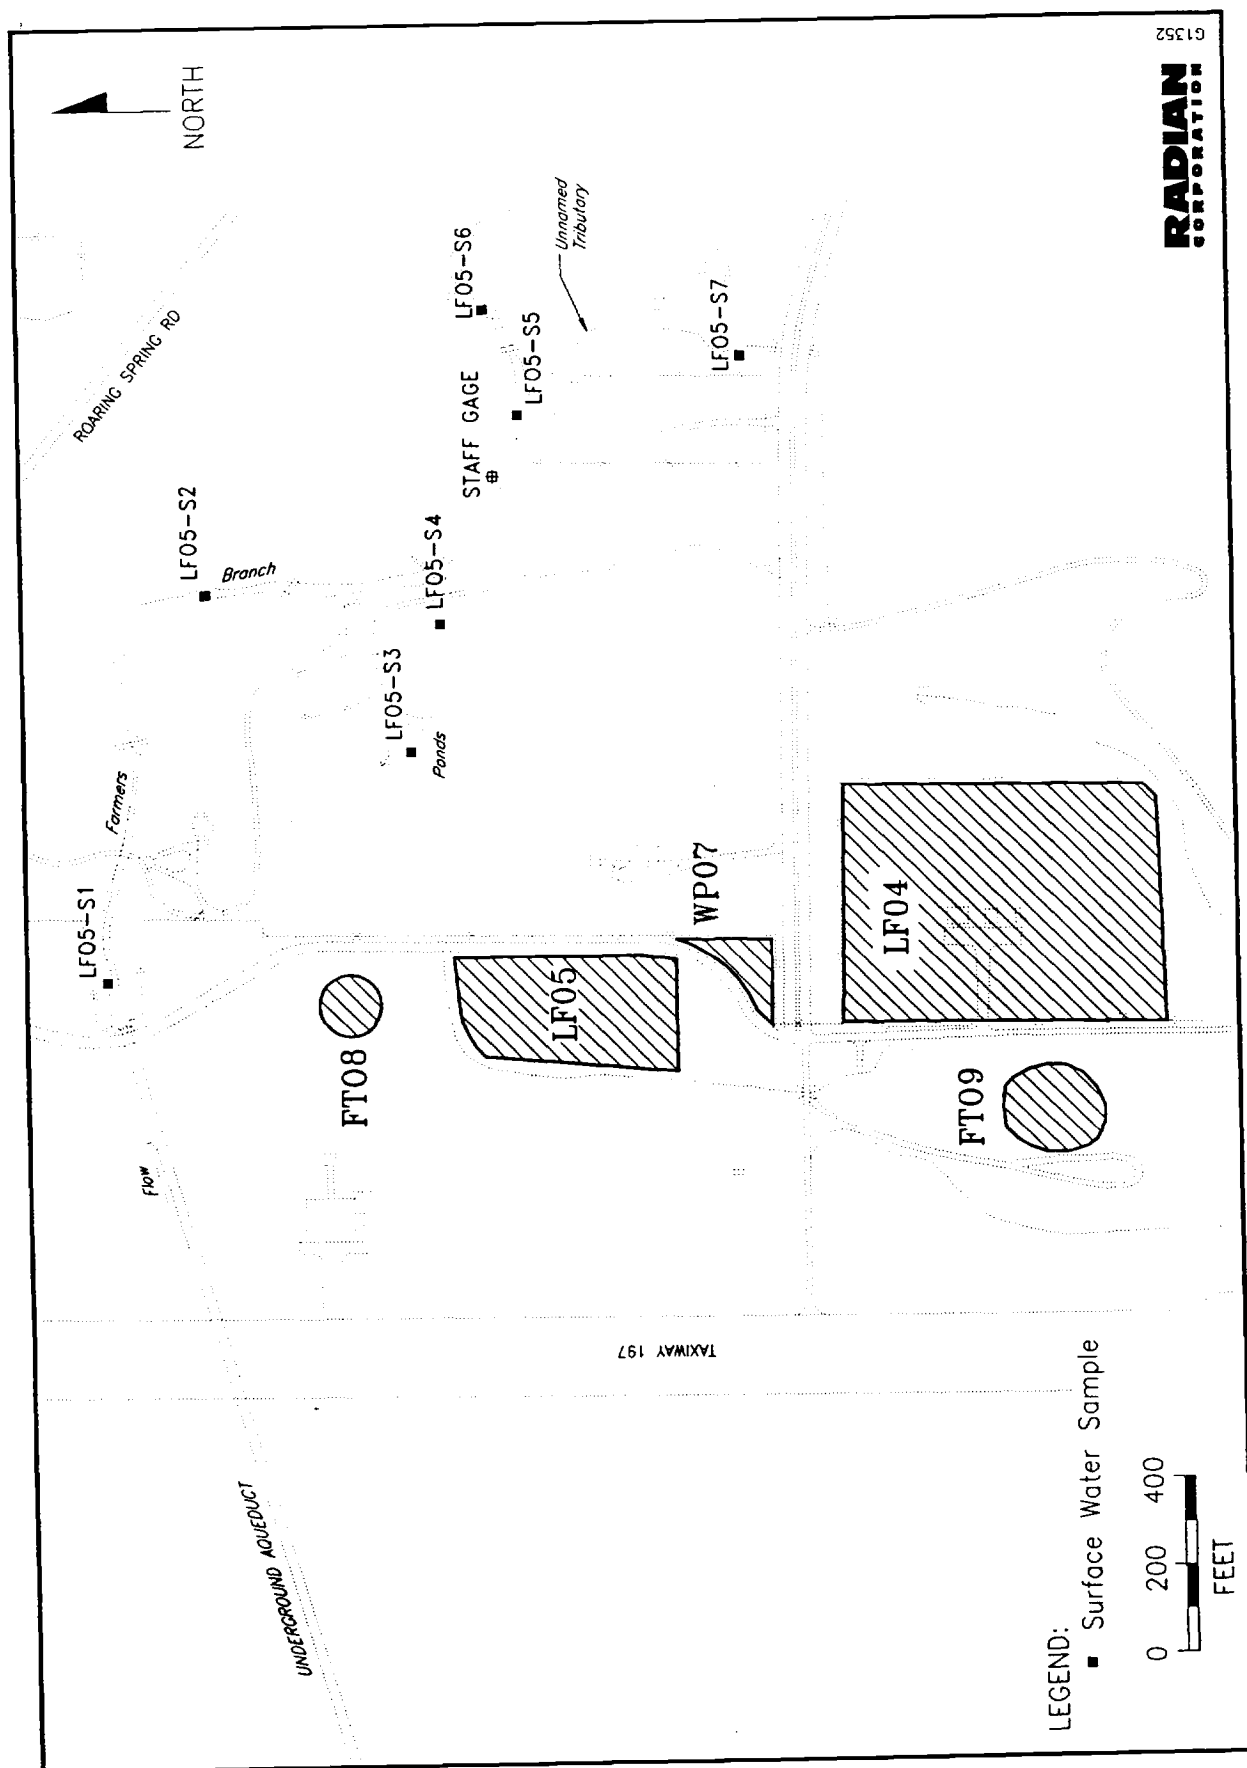 G1352
RADIAN
CORPORATION
NORTH
ROARING SPRING RD
LF05-S6
Unnamed
Tributary
LF05-S5
LF05-S7
STAFF GAGE
LF05-S2
Branch
LF05-S4
LF05-S3
Ponds
Farmers
LF05-S1
WP07
LF04
LF05
FT08
FT09
Flow
TAXIWAY 197
UNDERGROUND AQUEDUCT
LEGEND:
Surface Water Sample
0 200 400
FEET